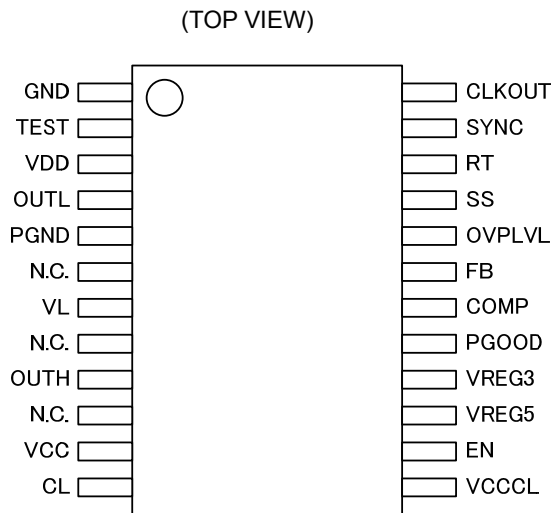 (TOP VIEW)
GND CLKOUT
TEST SYNC
VDD RT
OUTL SS
PGND OVPLVL
N.C. FB
VL COMP
N.C. PGOOD
OUTH VREG3
N.C. VREG5
VCC EN
CL VCCCL